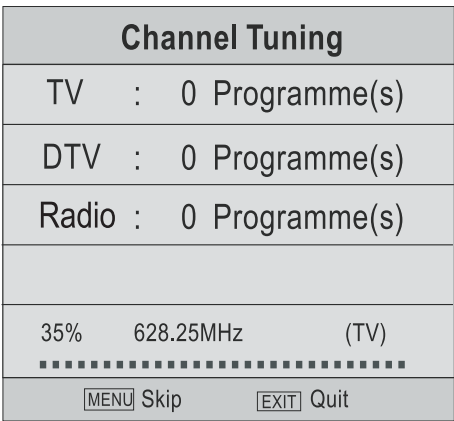 Channel Tuning
TV : 0 Programme(s)
DTV : 0 Programme(s)
Radio : 0 Programme(s)
35% 628.25MHz (TV)
MENU Skip EXIT Quit